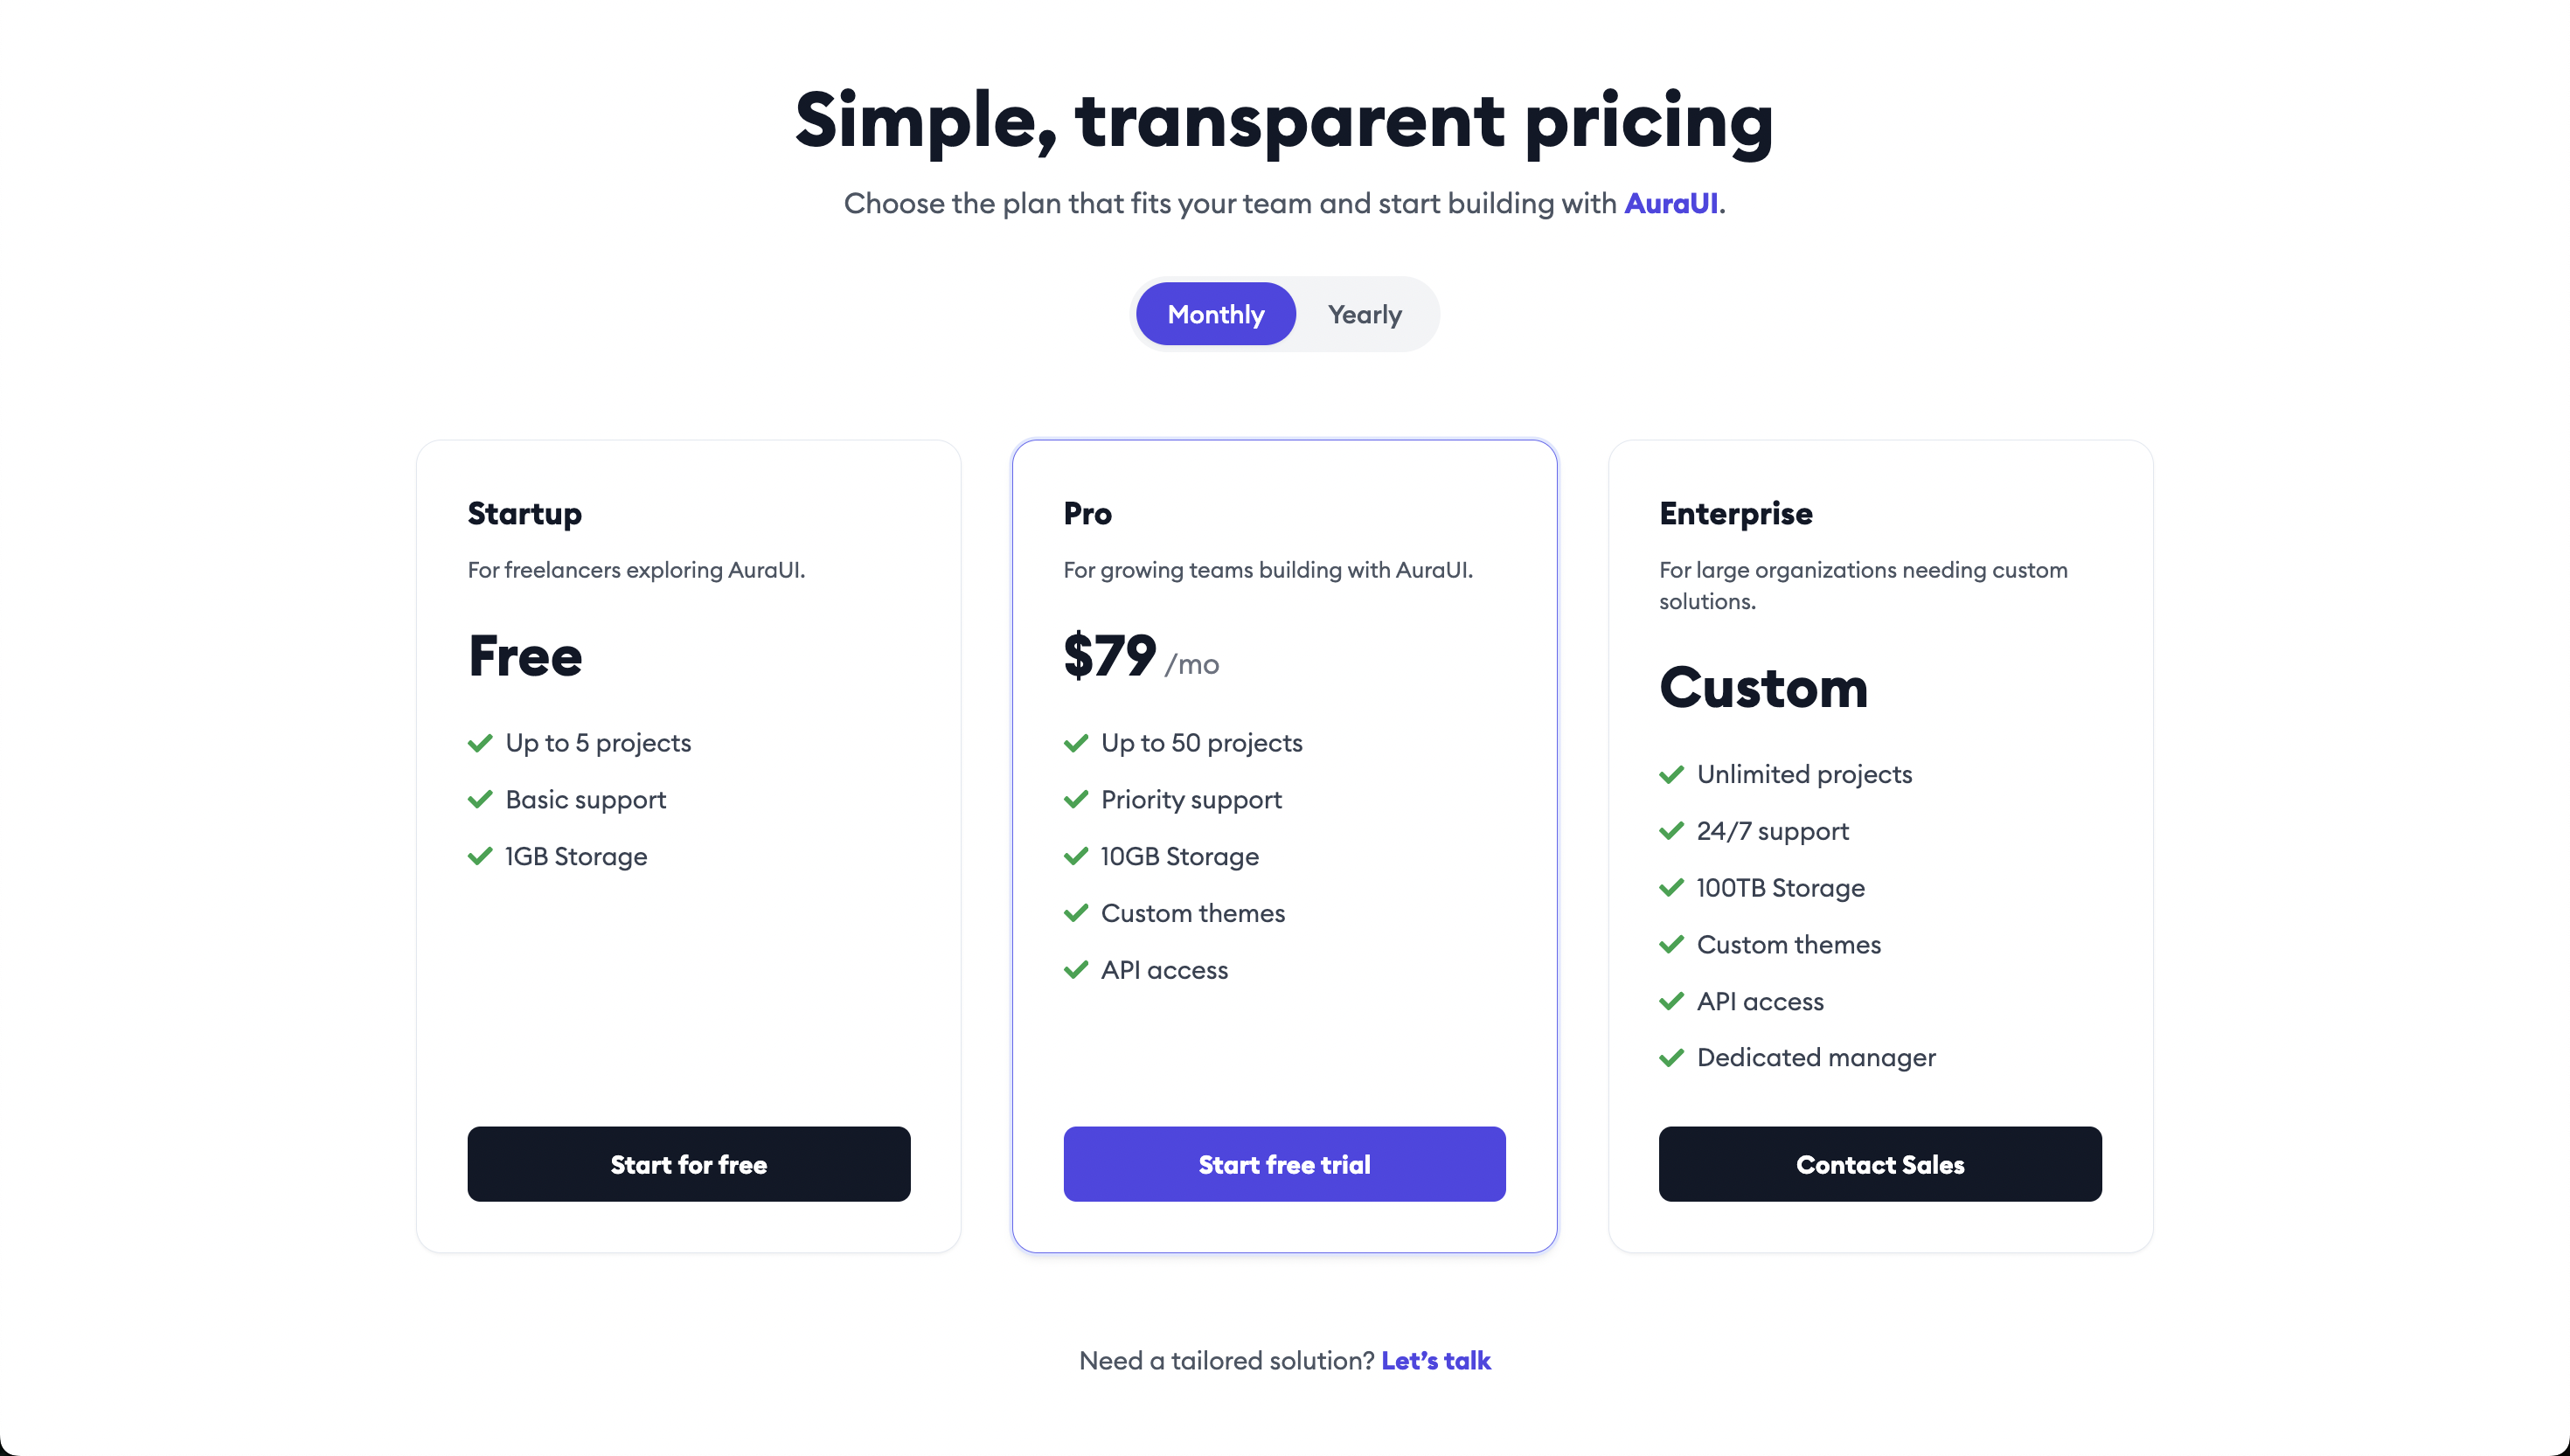 Simple, transparent pricing
Choose the plan that fits your team and start building with AuraUI.
Monthly
Yearly
Startup
For freelancers exploring AuraUI.
Free
Up to 5 projects
Basic support
1GB Storage
Start for free
Pro
For growing teams building with AuraUI.
$79 /mo
Up to 50 projects
Priority support
10GB Storage
Custom themes
API access
Start free trial
Enterprise
For large organizations needing custom
solutions.
Custom
Unlimited projects
24/7 support
100TB Storage
Custom themes
API access
Dedicated manager
Contact Sales
Need a tailored solution? Let’s talk